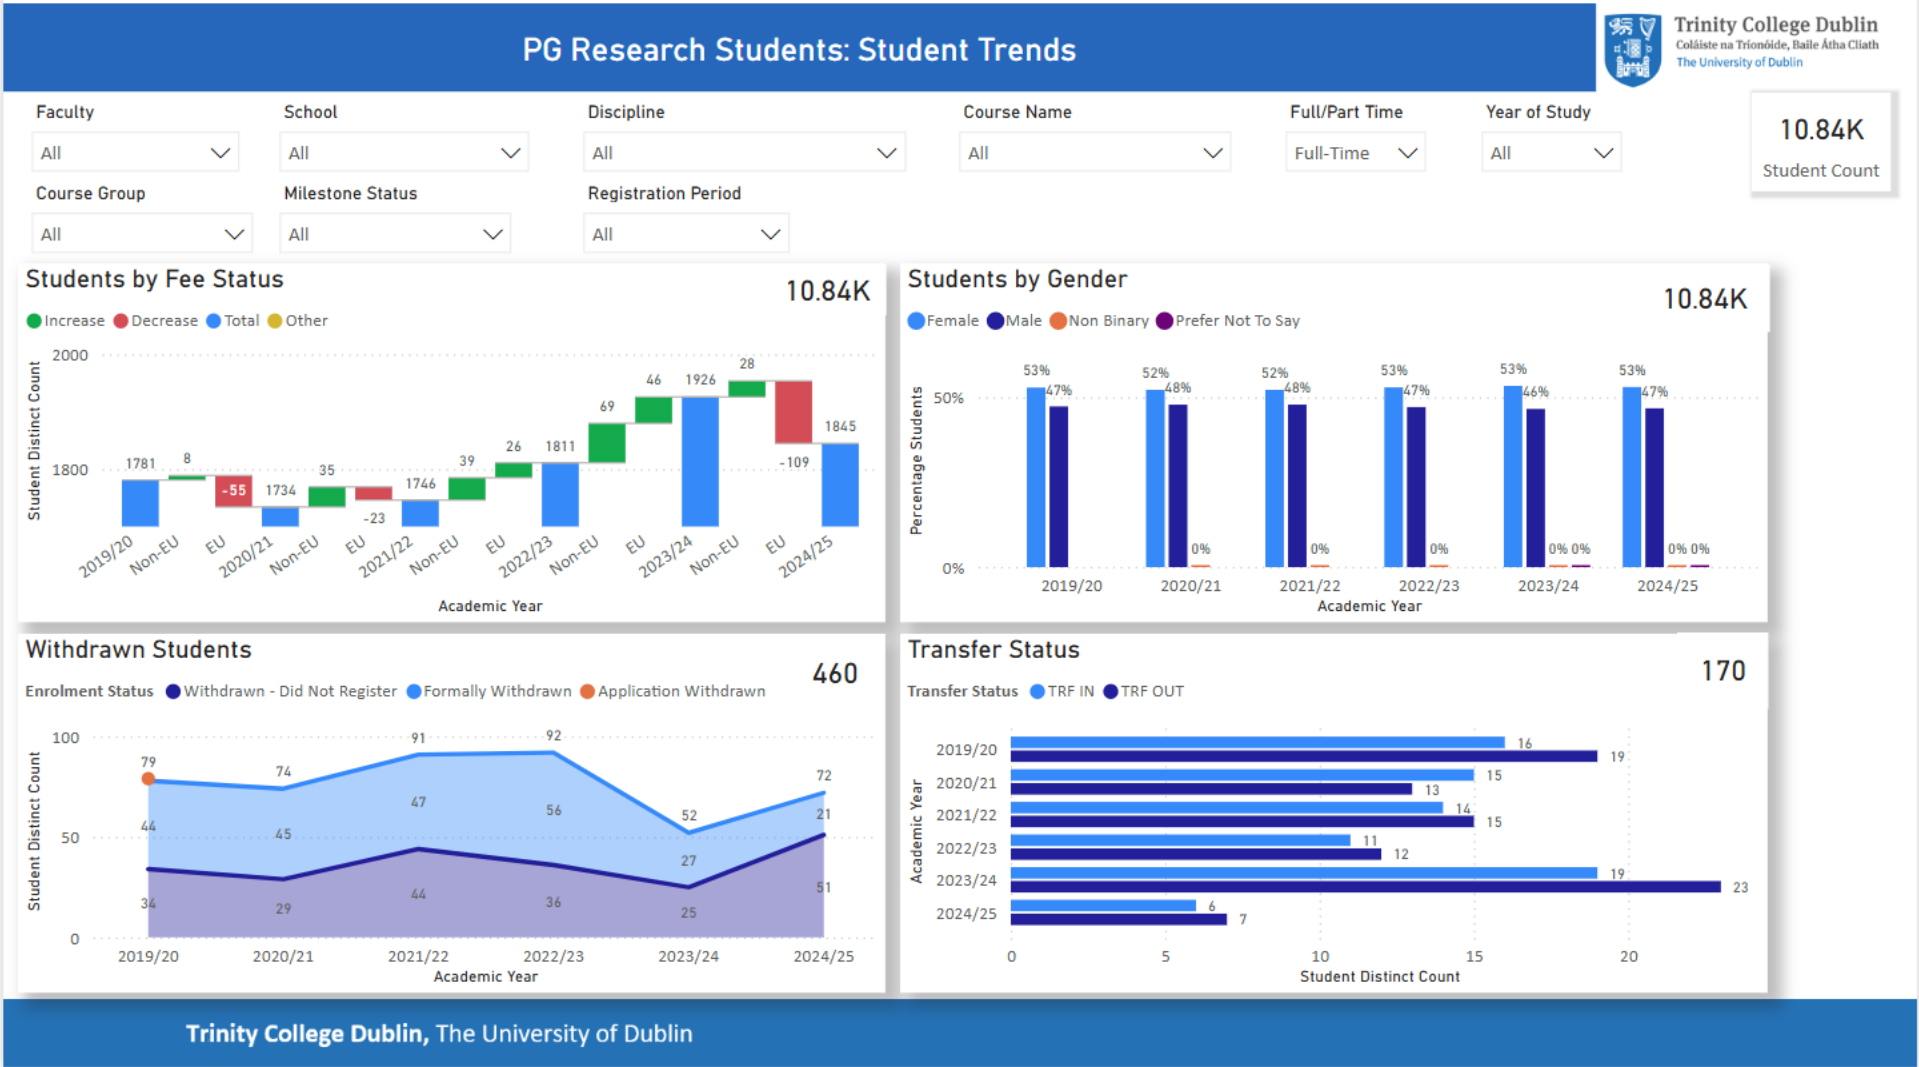 PG Research Students: Student Trends
Trinity College Dublin
Coláiste na Tríonóide, Baile Átha Cliath
The University of Dublin
Faculty School Discipline Course Name Full/Part Time Year of Study
All All All All Full-Time All
10.84K
Student Count
Course Group Milestone Status Registration Period
All All All
Students by Fee Status
10.84K
Increase Decrease Total Other
Student Distinct Count
2000
1800
1781 8 -55 1734 35 -23 1746 39 26 1811 69 46 1926 28 -109 1845
2019/20 Non-EU EU 2020/21 Non-EU EU 2021/22 Non-EU EU 2022/23 Non-EU EU 2023/24 Non-EU EU 2024/25
Academic Year
Students by Gender
10.84K
Female Male Non Binary Prefer Not To Say
Percentage Students
50%
0%
53% 47% 52% 48% 0% 52% 48% 0% 53% 47% 0% 53% 46% 0% 0% 53% 47% 0% 0%
2019/20 2020/21 2021/22 2022/23 2023/24 2024/25
Academic Year
Withdrawn Students
460
Enrolment Status Withdrawn - Did Not Register Formally Withdrawn Application Withdrawn
Student Distinct Count
100
50
0
79 74 91 92 52 72
44 45 47 56 27 21
34 29 44 36 25 51
2019/20 2020/21 2021/22 2022/23 2023/24 2024/25
Academic Year
Transfer Status
170
Transfer Status TRF IN TRF OUT
Academic Year
2019/20 16 19
2020/21 15 13
2021/22 14 15
2022/23 11 12
2023/24 19 23
2024/25 6 7
0 5 10 15 20
Student Distinct Count
Trinity College Dublin, The University of Dublin